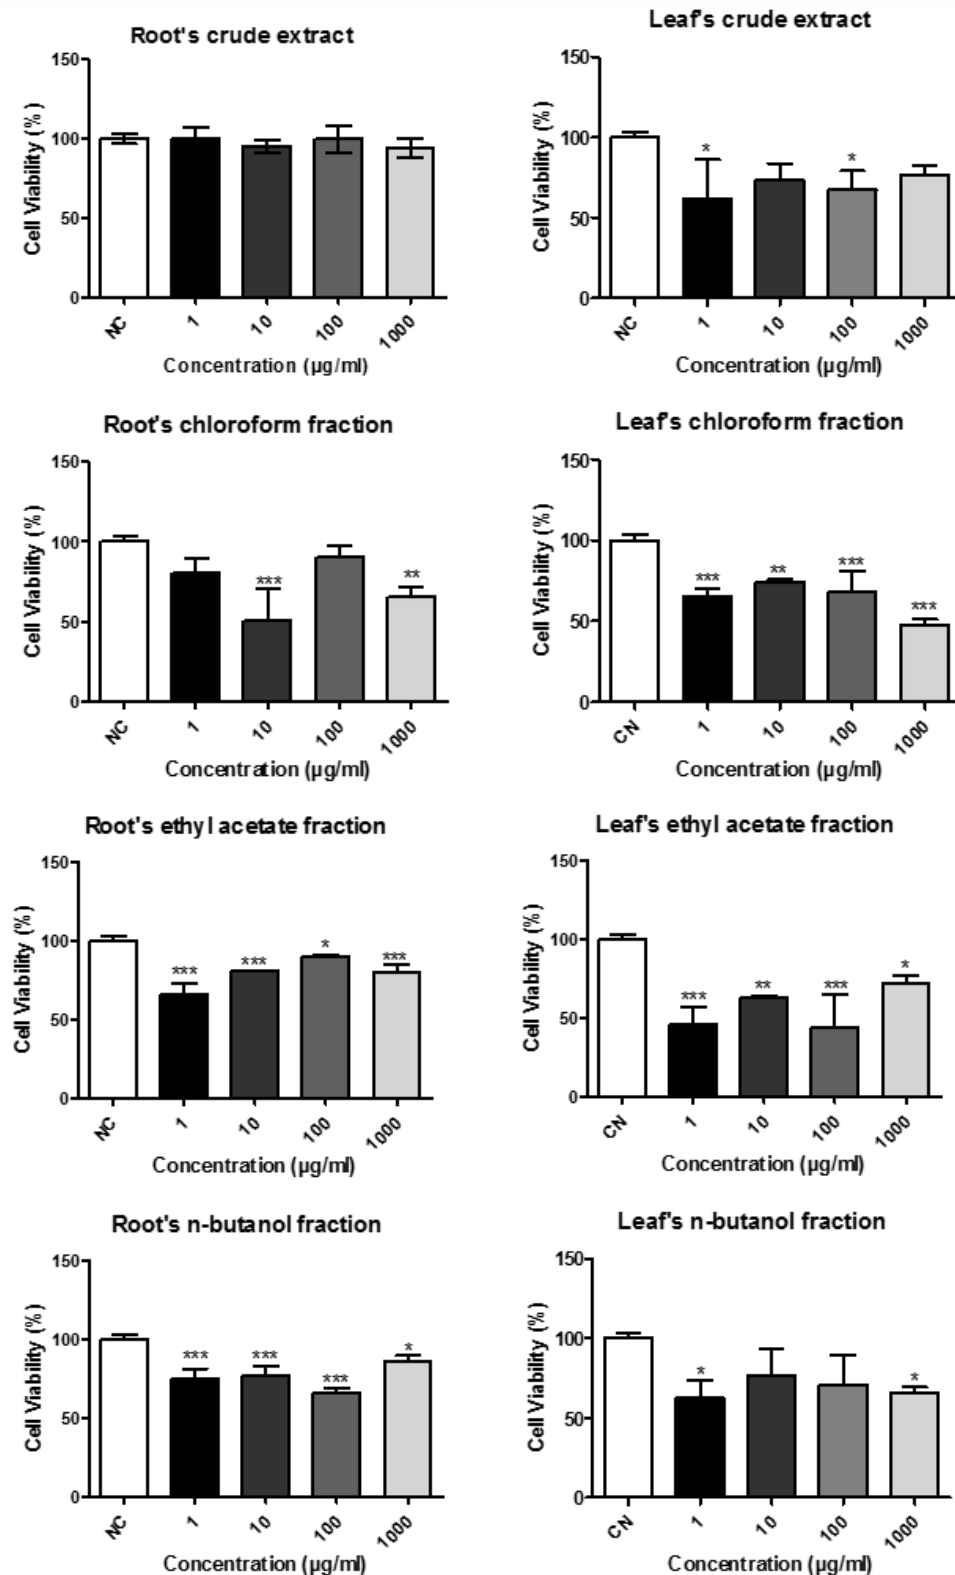 Root's crude extract
150
100
50
0
Cell Viability (%)
NC
1
10
100
1000
Concentration (µg/ml)
Leaf's crude extract
150
100
50
0
Cell Viability (%)
*
*
NC
1
10
100
1000
Concentration (µg/ml)
Root's chloroform fraction
150
100
50
0
Cell Viability (%)
***
**
NC
1
10
100
1000
Concentration (µg/ml)
Leaf's chloroform fraction
150
100
50
0
Cell Viability (%)
***
**
***
***
CN
1
10
100
1000
Concentration (µg/ml)
Root's ethyl acetate fraction
150
100
50
0
Cell Viability (%)
***
***
*
***
NC
1
10
100
1000
Concentration (µg/ml)
Leaf's ethyl acetate fraction
150
100
50
0
Cell Viability (%)
***
**
***
*
CN
1
10
100
1000
Concentration (µg/ml)
Root's n-butanol fraction
150
100
50
0
Cell Viability (%)
***
***
***
*
NC
1
10
100
1000
Concentration (µg/ml)
Leaf's n-butanol fraction
150
100
50
0
Cell Viability (%)
*
*
CN
1
10
100
1000
Concentration (µg/ml)